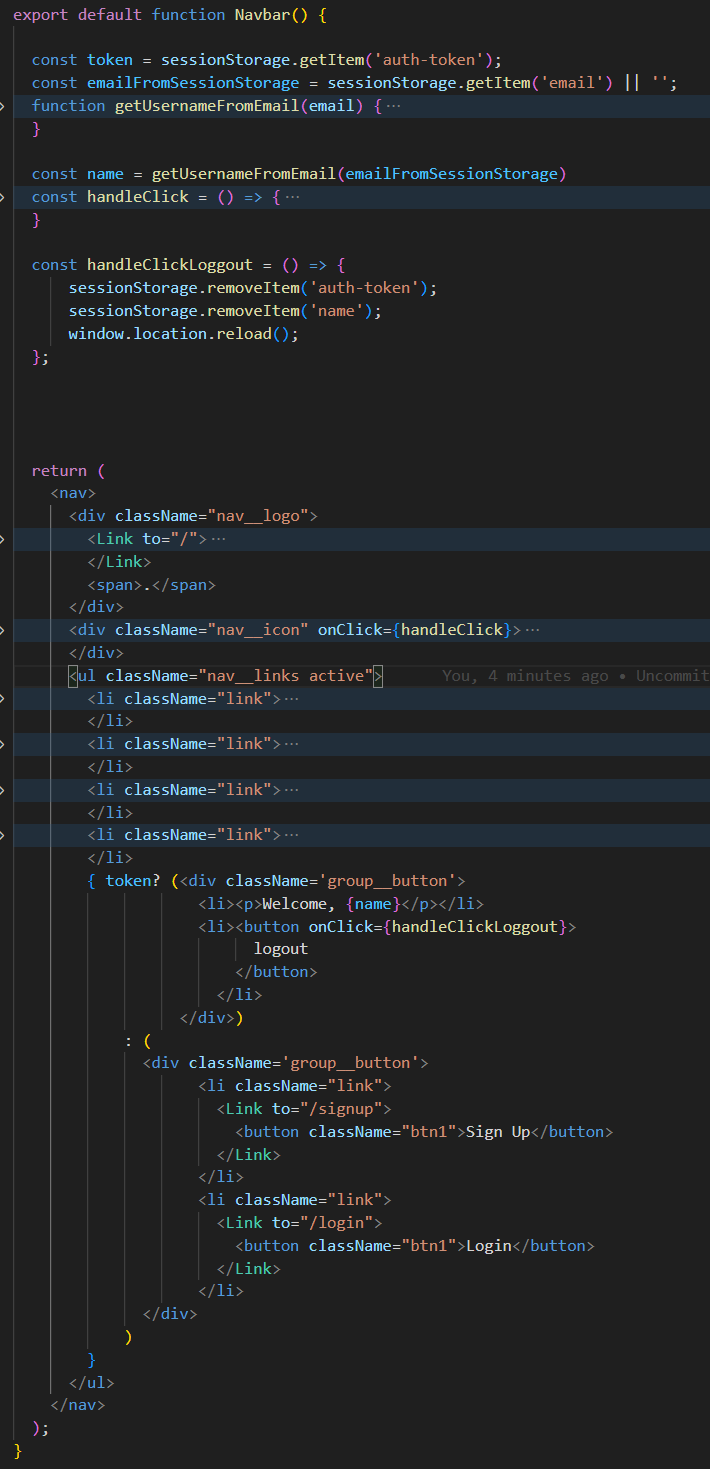 export default function Navbar() {
const token = sessionStorage.getItem('auth-token');
const emailFromSessionStorage = sessionStorage.getItem('email') || '';
function getUsernameFromEmail(email) {···
}
const name = getUsernameFromEmail(emailFromSessionStorage)
const handleClick = () => {···
}
const handleClickLoggout = () => {
sessionStorage.removeItem('auth-token');
sessionStorage.removeItem('name');
window.location.reload();
};
return (
<nav>
<div className="nav__logo">
<Link to="/">···
</Link>
<span>.</span>
</div>
<div className="nav__icon" onClick={handleClick}>···
</div>
<ul className="nav__links active"> You, 4 minutes ago • Uncommit
<li className="link">···
</li>
<li className="link">···
</li>
<li className="link">···
</li>
<li className="link">···
</li>
{ token? (<div className='group__button'>
<li><p>Welcome, {name}</p></li>
<li><button onClick={handleClickLoggout}>
logout
</button>
</li>
</div>)
: (
<div className='group__button'>
<li className="link">
<Link to="/signup">
<button className="btn1">Sign Up</button>
</Link>
</li>
<li className="link">
<Link to="/login">
<button className="btn1">Login</button>
</Link>
</li>
</div>
)
}
</ul>
</nav>
);
}